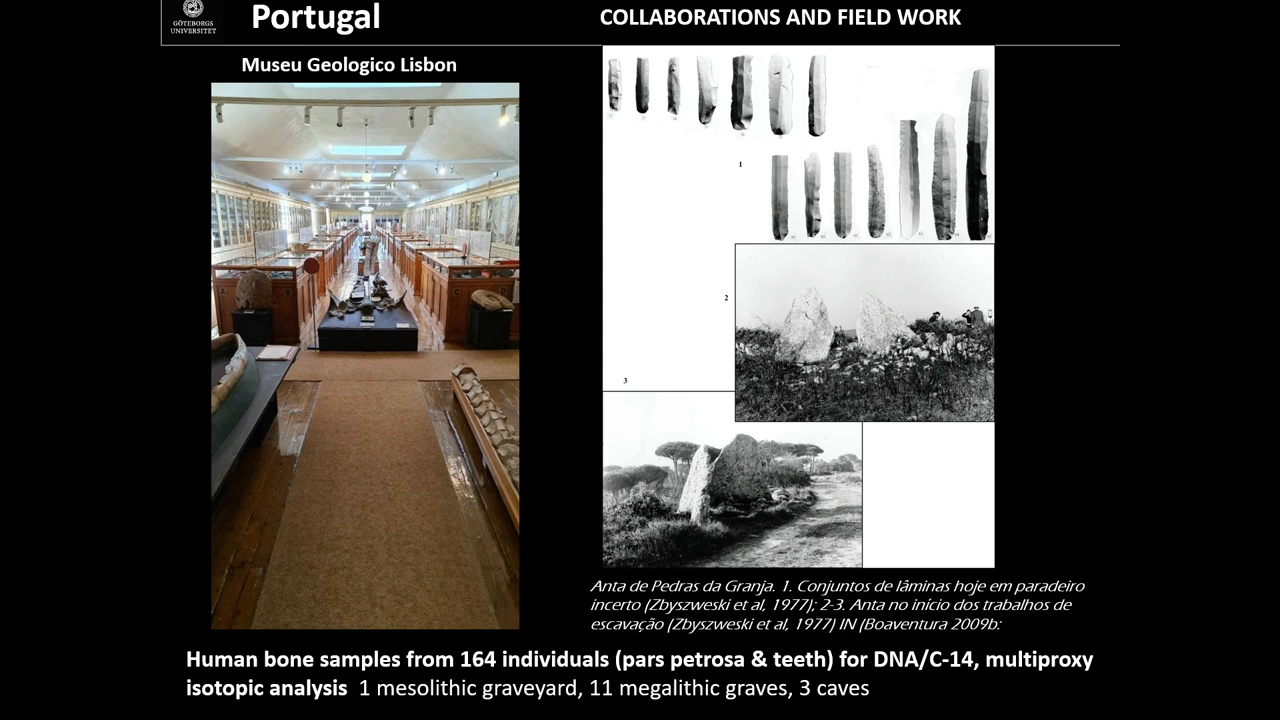 GÖTEBORGS
UNIVERSITET
Portugal
COLLABORATIONS AND FIELD WORK
Museu Geologico Lisbon
1
2
3
Anta de Pedras da Granja. 1. Conjuntos de lâminas hoje em paradeiro
incerto (Zbyszweski et al, 1977); 2-3. Anta no início dos trabalhos de
escavação (Zbyszweski et al, 1977) IN (Boaventura 2009b:
Human bone samples from 164 individuals (pars petrosa & teeth) for DNA/C-14, multiproxy
isotopic analysis 1 mesolithic graveyard, 11 megalithic graves, 3 caves